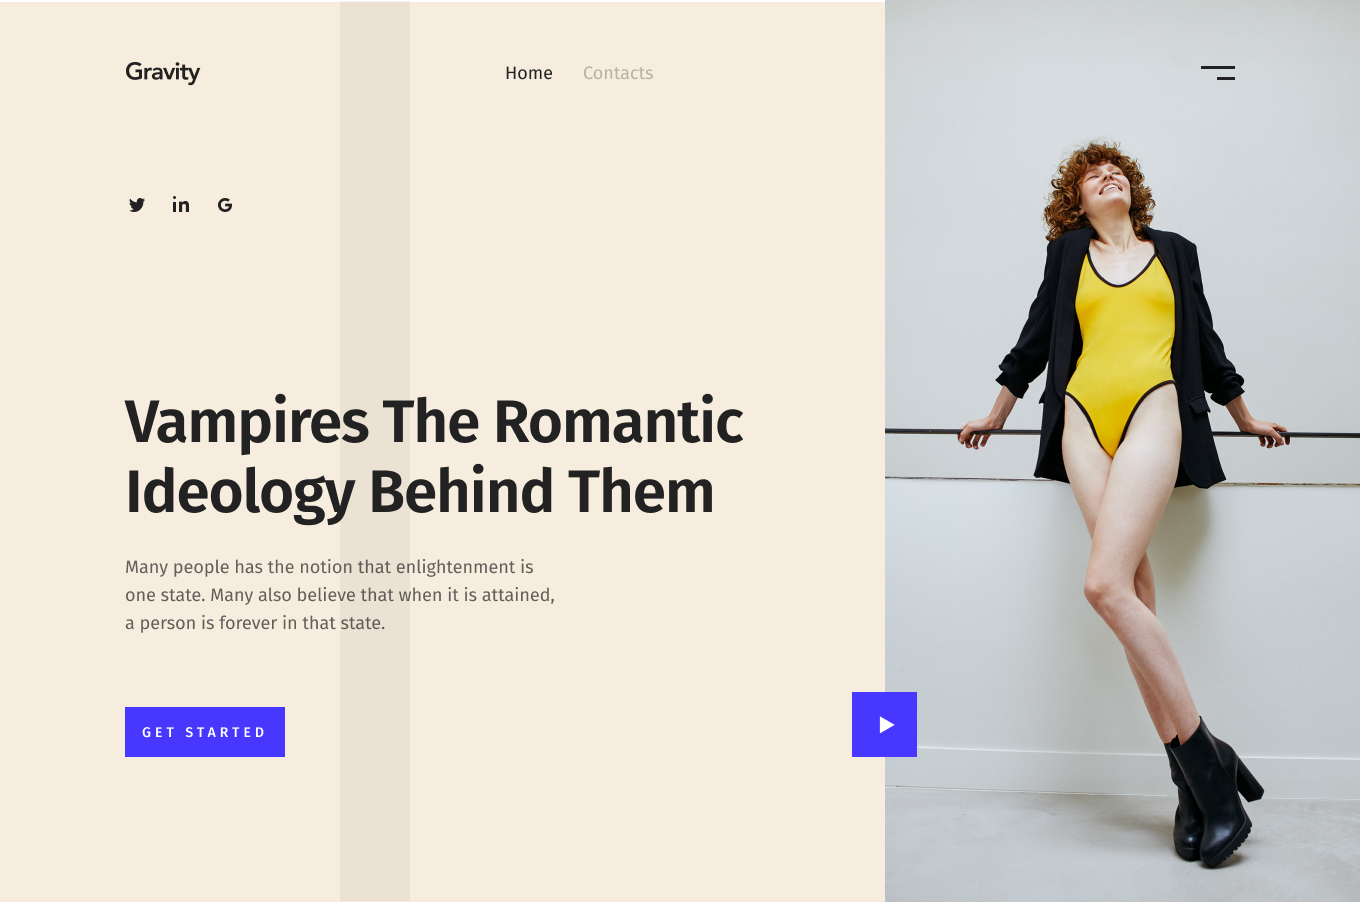 Gravity
Home Contacts
in G
Vampires The Romantic
Ideology Behind Them
Many people has the notion that enlightenment is
one state. Many also believe that when it is attained,
a person is forever in that state.
GET STARTED